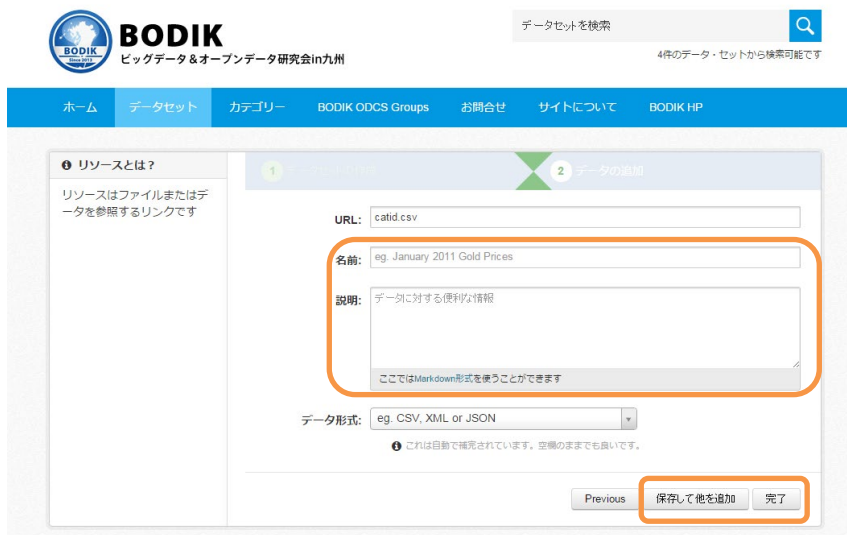 BODIK
Since 2013
BODIK
ビッグデータ&オープンデータ研究会in九州
データセットを検索
4件のデータ・セットから検索可能です
ホーム
データセット
カテゴリー
BODIK ODCS Groups
お問合せ
サイトについて
BODIK HP
リソースとは?
リソースはファイルまたはデ
ータを参照するリンクです
1
2 データの追加
URL: catid.csv
名前: eg. January 2011 Gold Prices
説明: データに対する便利な情報
ここではMarkdown形式を使うことができます
データ形式: eg. CSV, XML or JSON
これは自動で補完されています。空欄のままでも良いです。
Previous
保存して他を追加
完了